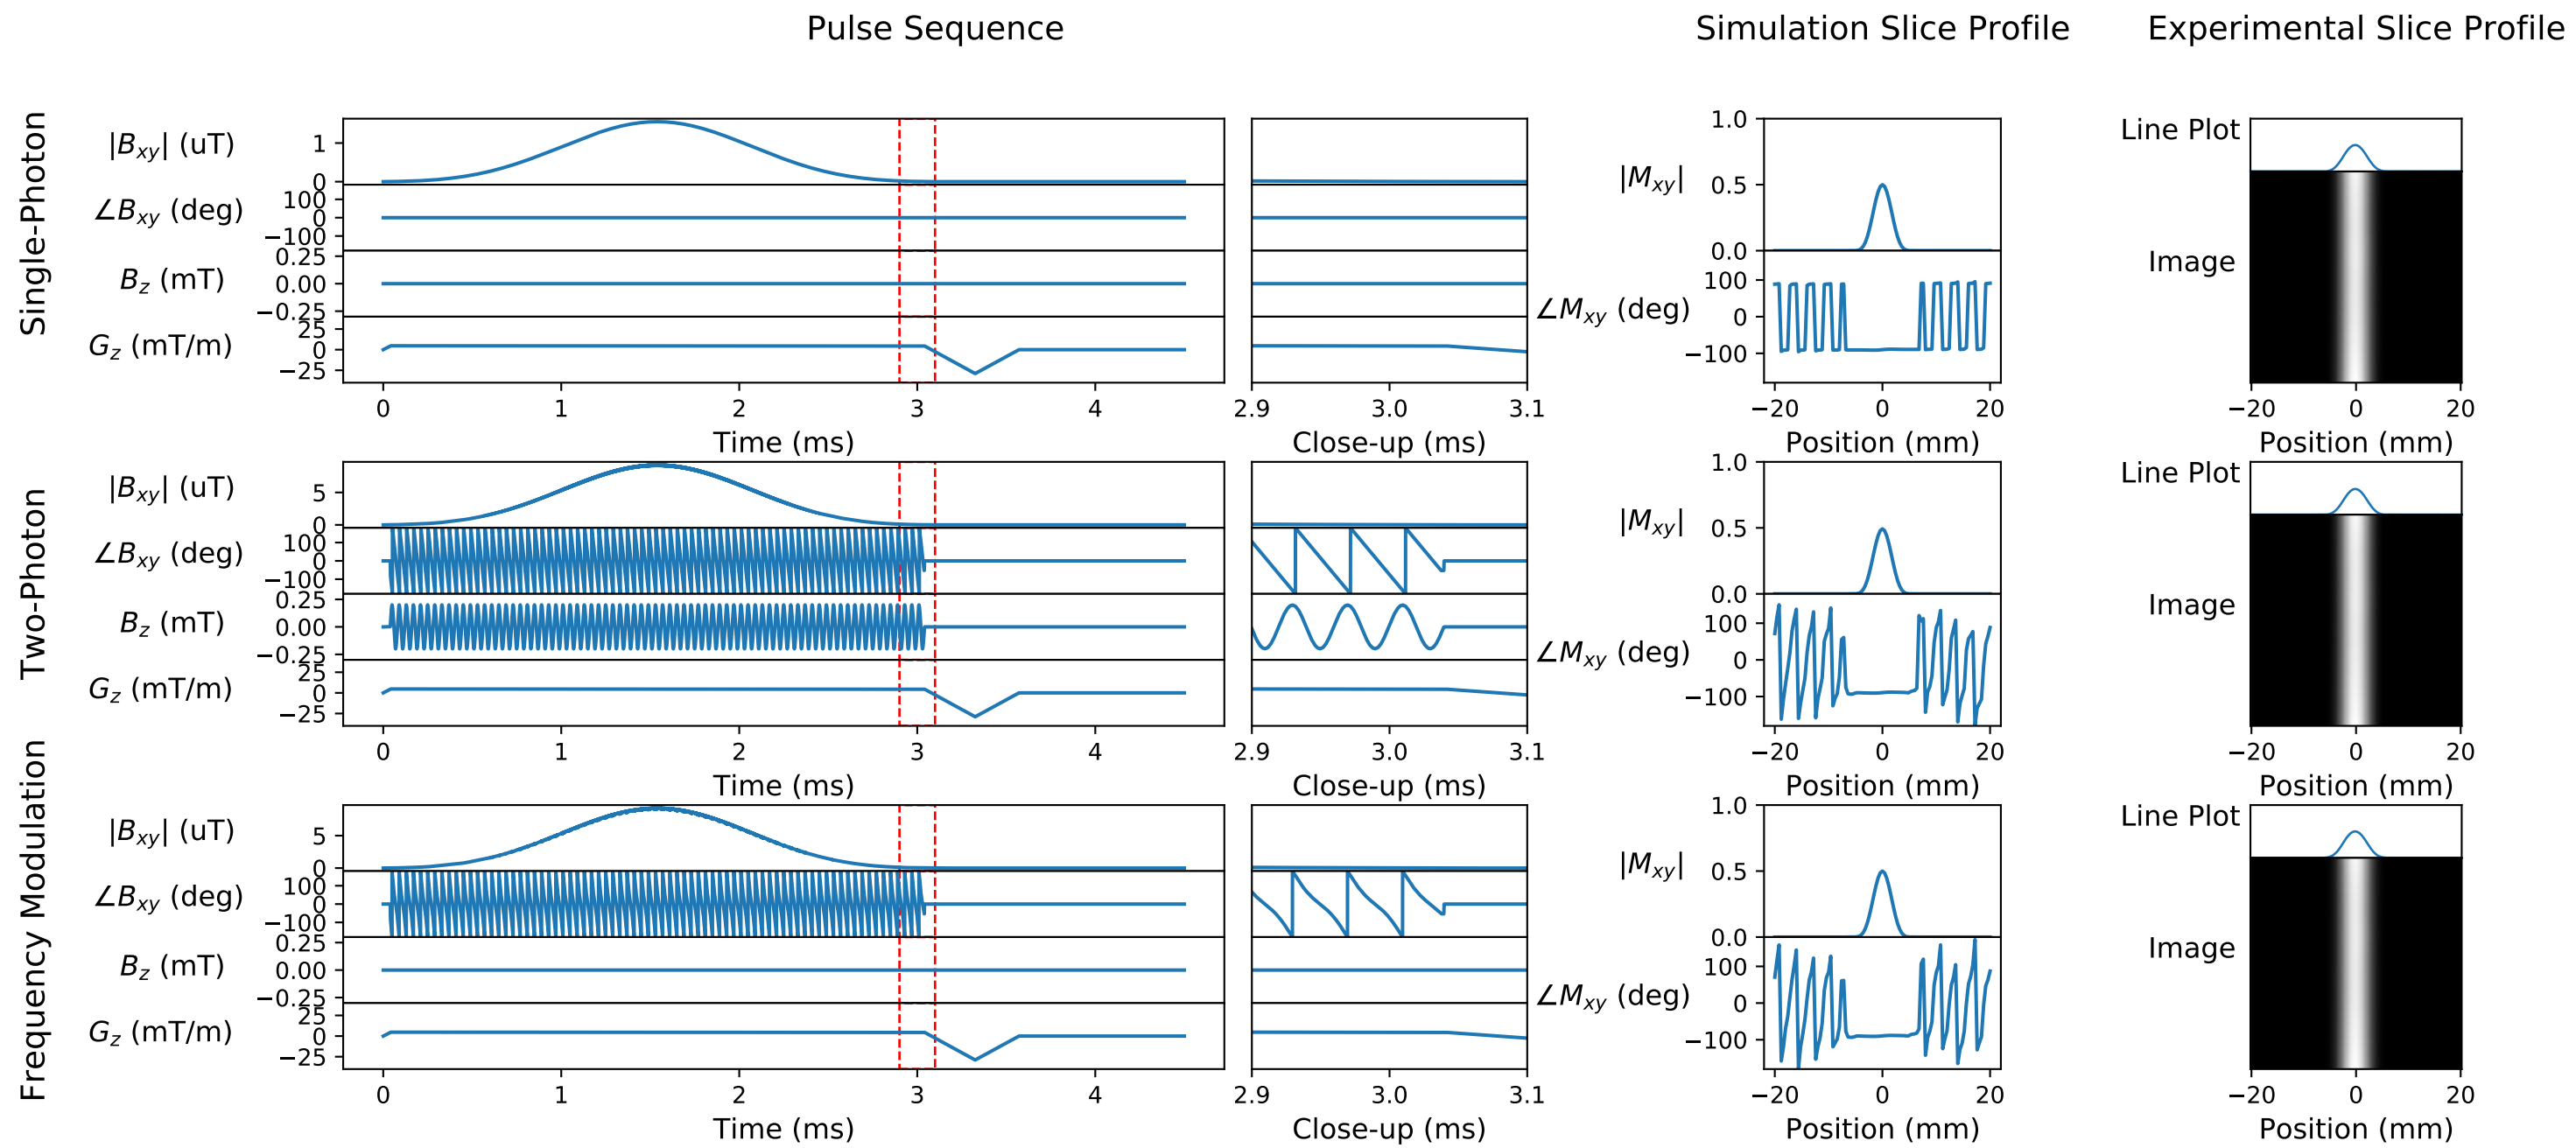 Pulse Sequence
Simulation Slice Profile
Experimental Slice Profile
Single-Photon
|Bxy| (uT)
1
0
∠Bxy (deg)
100
0
−100
Bz (mT)
0.25
0.00
−0.25
Gz (mT/m)
25
0
−25
0 1 2 3 4
Time (ms)
2.9 3.0 3.1
Close-up (ms)
|Mxy|
1.0
0.5
0.0
∠Mxy (deg)
100
0
−100
−20 0 20
Position (mm)
Line Plot
Image
−20 0 20
Position (mm)
Two-Photon
|Bxy| (uT)
5
0
∠Bxy (deg)
100
0
−100
Bz (mT)
0.25
0.00
−0.25
Gz (mT/m)
25
0
−25
0 1 2 3 4
Time (ms)
2.9 3.0 3.1
Close-up (ms)
|Mxy|
1.0
0.5
0.0
∠Mxy (deg)
100
0
−100
−20 0 20
Position (mm)
Line Plot
Image
−20 0 20
Position (mm)
Frequency Modulation
|Bxy| (uT)
5
0
∠Bxy (deg)
100
0
−100
Bz (mT)
0.25
0.00
−0.25
Gz (mT/m)
25
0
−25
0 1 2 3 4
Time (ms)
2.9 3.0 3.1
Close-up (ms)
|Mxy|
1.0
0.5
0.0
∠Mxy (deg)
100
0
−100
−20 0 20
Position (mm)
Line Plot
Image
−20 0 20
Position (mm)